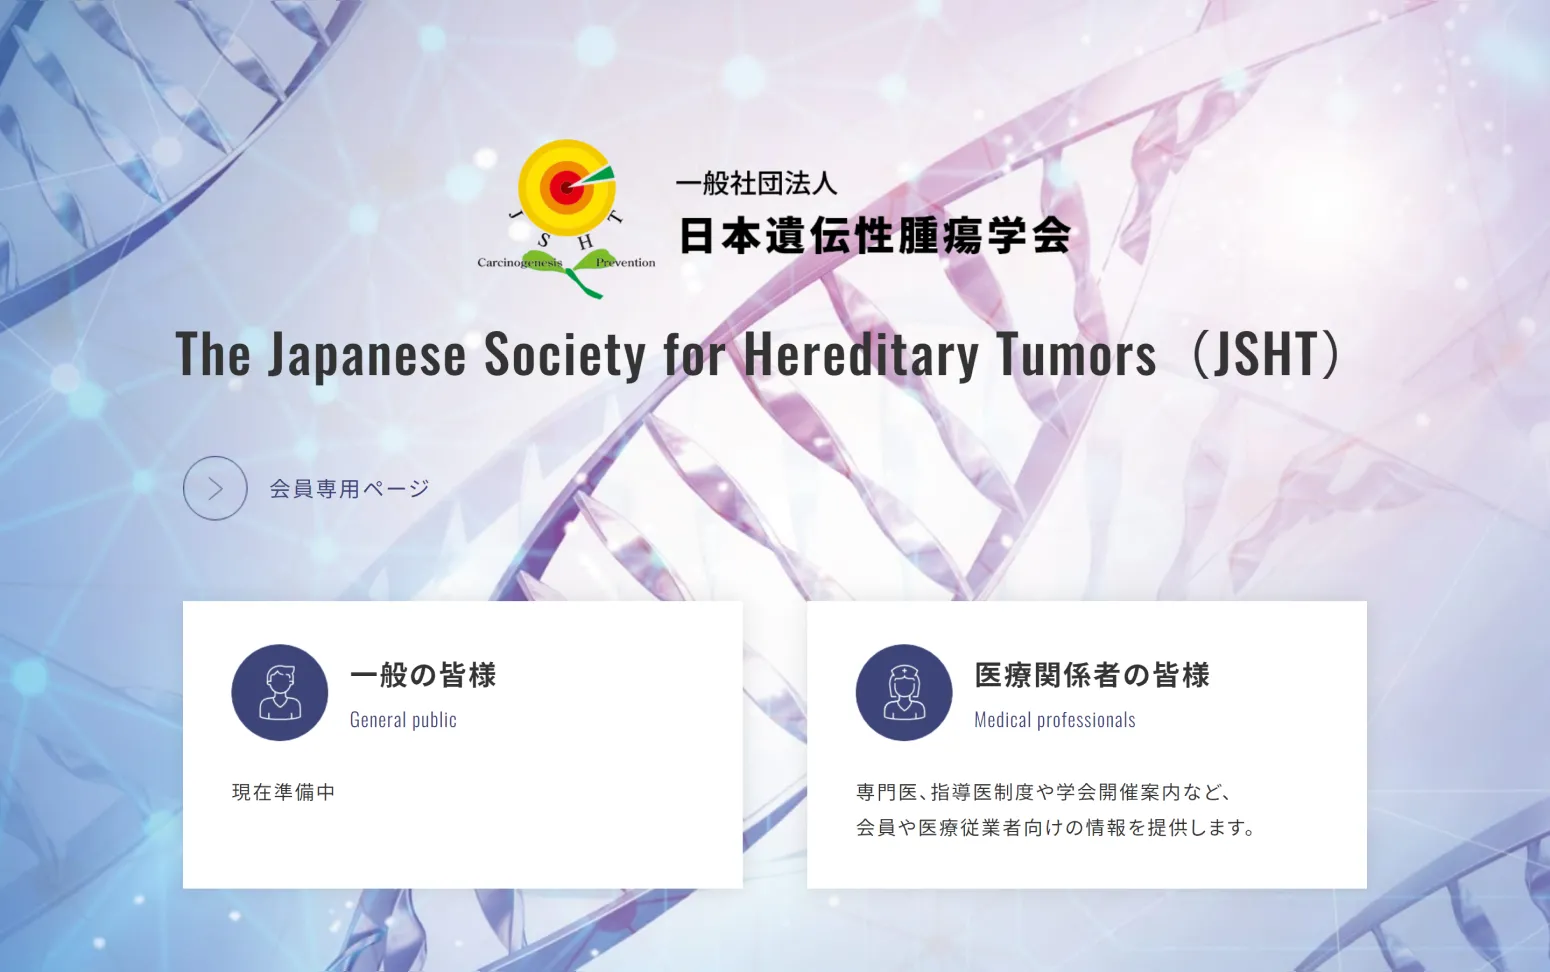 一般社団法人
日本遺伝性腫瘍学会
JSHT
Carcinogenesis Prevention
The Japanese Society for Hereditary Tumors（JSHT）
会員専用ページ
一般の皆様
General public
現在準備中
医療関係者の皆様
Medical professionals
専門医、指導医制度や学会開催案内など、
会員や医療従業者向けの情報を提供します。